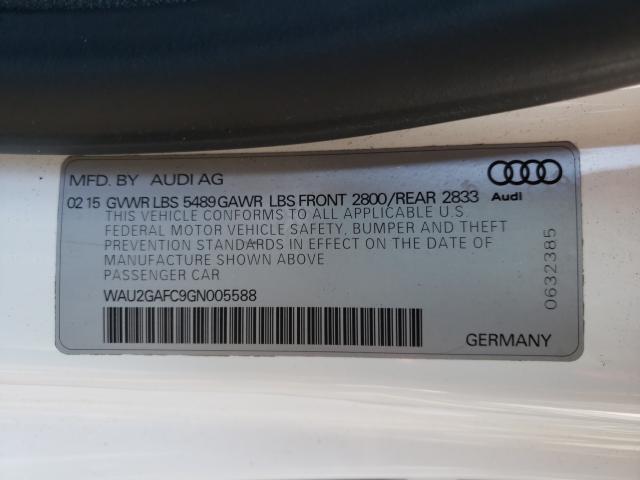 MFD. BY AUDI AG
02 15 GVWR LBS 5489 GAWR LBS FRONT 2800/REAR 2833
Audi
THIS VEHICLE CONFORMS TO ALL APPLICABLE U.S.
FEDERAL MOTOR VEHICLE SAFETY, BUMPER AND THEFT
PREVENTION STANDARDS IN EFFECT ON THE DATE OF
MANUFACTURE SHOWN ABOVE
PASSENGER CAR
0632385
WAU2GAFC9GN005588
GERMANY